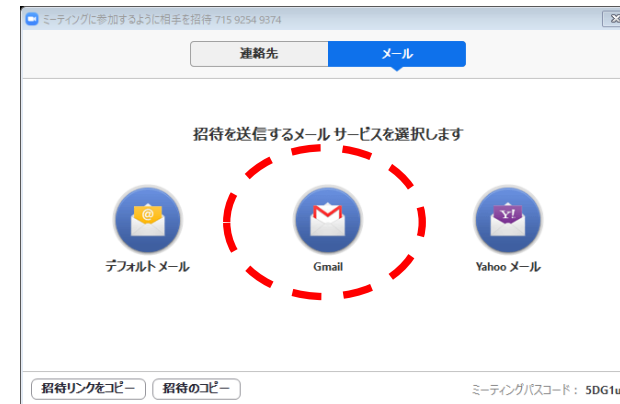 ミーティングに参加するように相手を招待 715 9254 9374
連絡先 メール
招待を送信するメール サービスを選択します
デフォルト メール Gmail Yahoo メール
招待リンクをコピー 招待のコピー ミーティングパスコード： 5DG1u